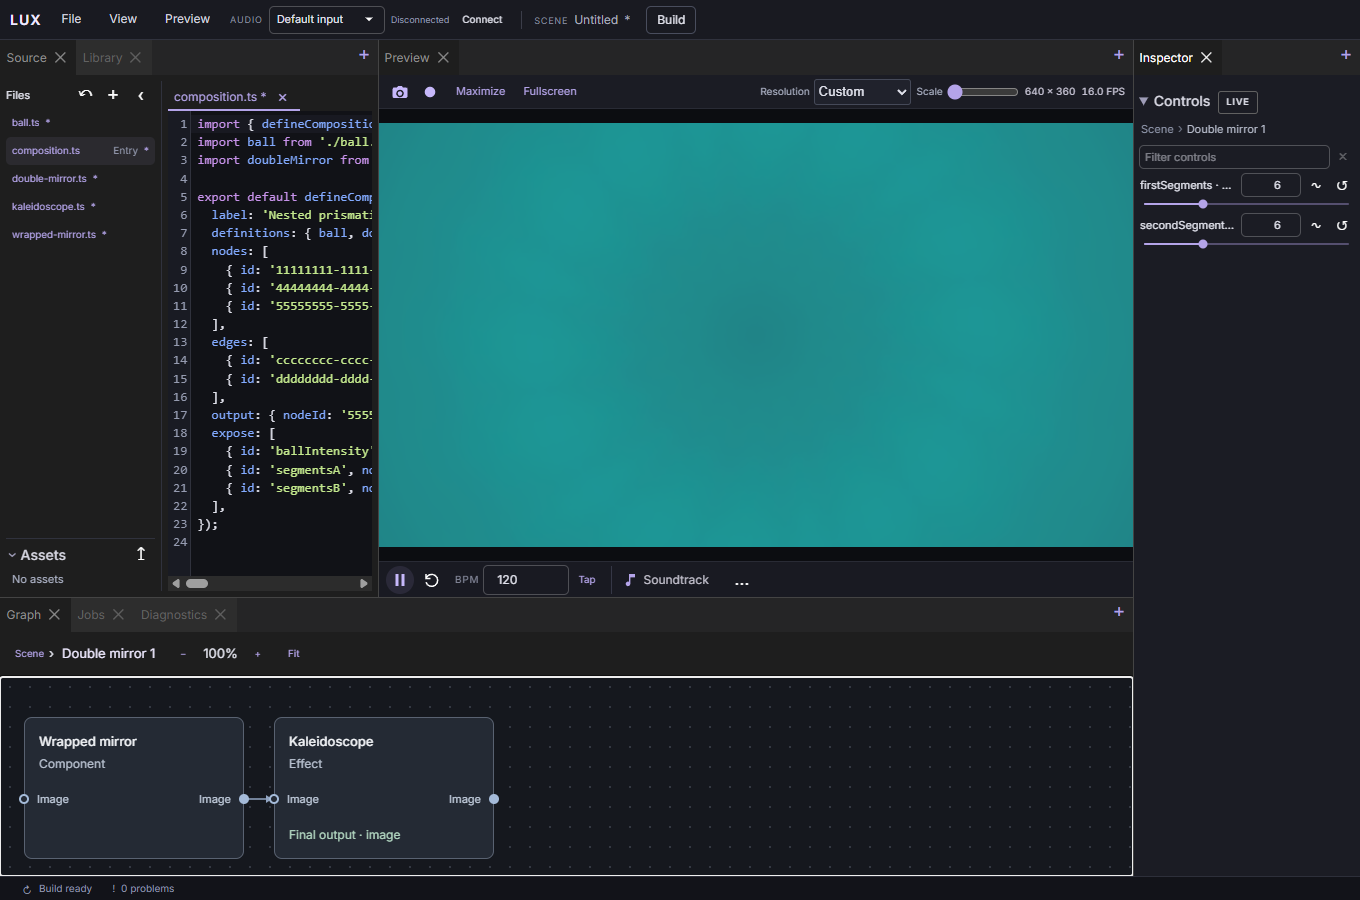 LUX File View Preview AUDIO Default input Disconnected Connect SCENE Untitled * Build
Source Library
Files
ball.ts *
composition.ts Entry *
double-mirror.ts *
kaleidoscope.ts *
wrapped-mirror.ts *
Assets
No assets
composition.ts *
1 import { defineCompositio
2 import ball from './ball.
3 import doubleMirror from
4
5 export default defineComp
6 label: 'Nested prismati
7 definitions: { ball, do
8 nodes: [
9 { id: '11111111-1111-
10 { id: '44444444-4444-
11 { id: '55555555-5555-
12 ],
13 edges: [
14 { id: 'cccccccc-cccc-
15 { id: 'dddddddd-dddd-
16 ],
17 output: { nodeId: '5555
18 expose: [
19 { id: 'ballIntensity'
20 { id: 'segmentsA', no
21 { id: 'segmentsB', no
22 ],
23 });
24
Preview
Maximize Fullscreen Resolution Custom Scale 640 × 360 16.0 FPS
BPM 120 Tap Soundtrack ...
Inspector
Controls LIVE
Scene › Double mirror 1
Filter controls
firstSegments · ... 6
secondSegment... 6
Graph Jobs Diagnostics
Scene › Double mirror 1 - 100% + Fit
Wrapped mirror
Component
Image Image
Kaleidoscope
Effect
Image Image
Final output · image
Build ready ! 0 problems